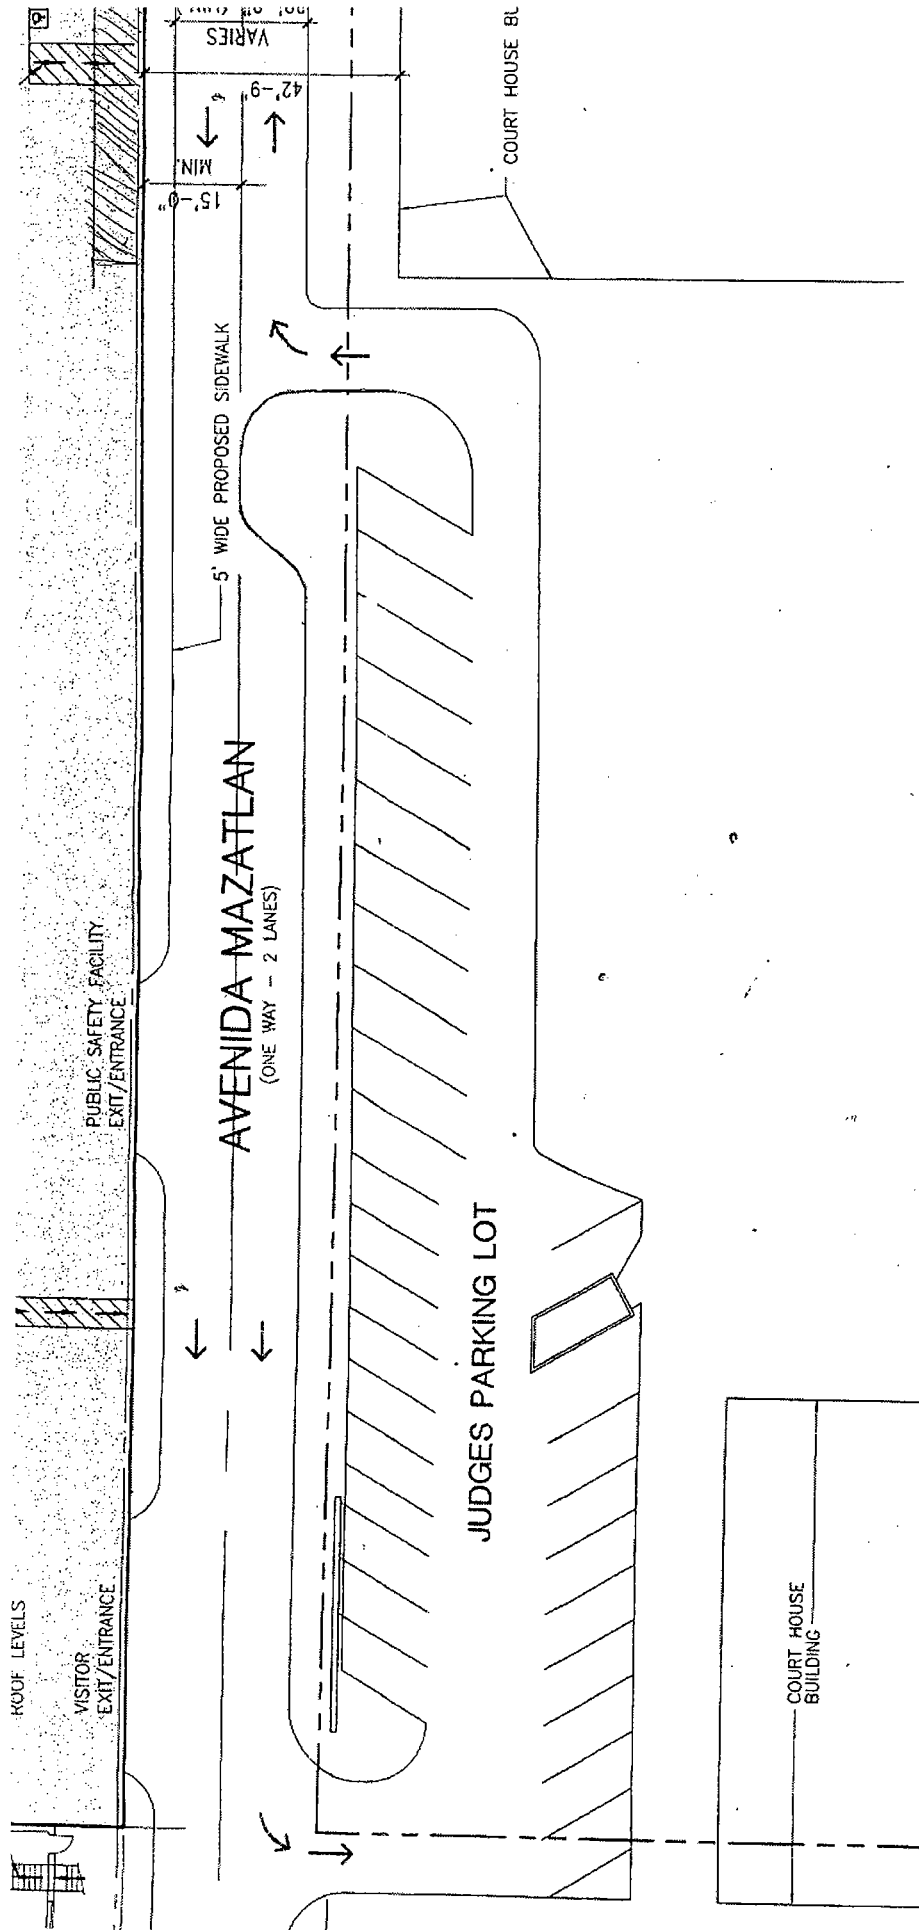 VARIES
42'-9"
15'-0"
MIN.
COURT HOUSE
5' WIDE PROPOSED SIDEWALK
AVENIDA MAZATLAN
(ONE WAY - 2 LANES)
PUBLIC SAFETY FACILITY
EXIT/ENTRANCE
JUDGES PARKING LOT
ROOF LEVELS
VISITOR
EXIT/ENTRANCE
COURT HOUSE
BUILDING